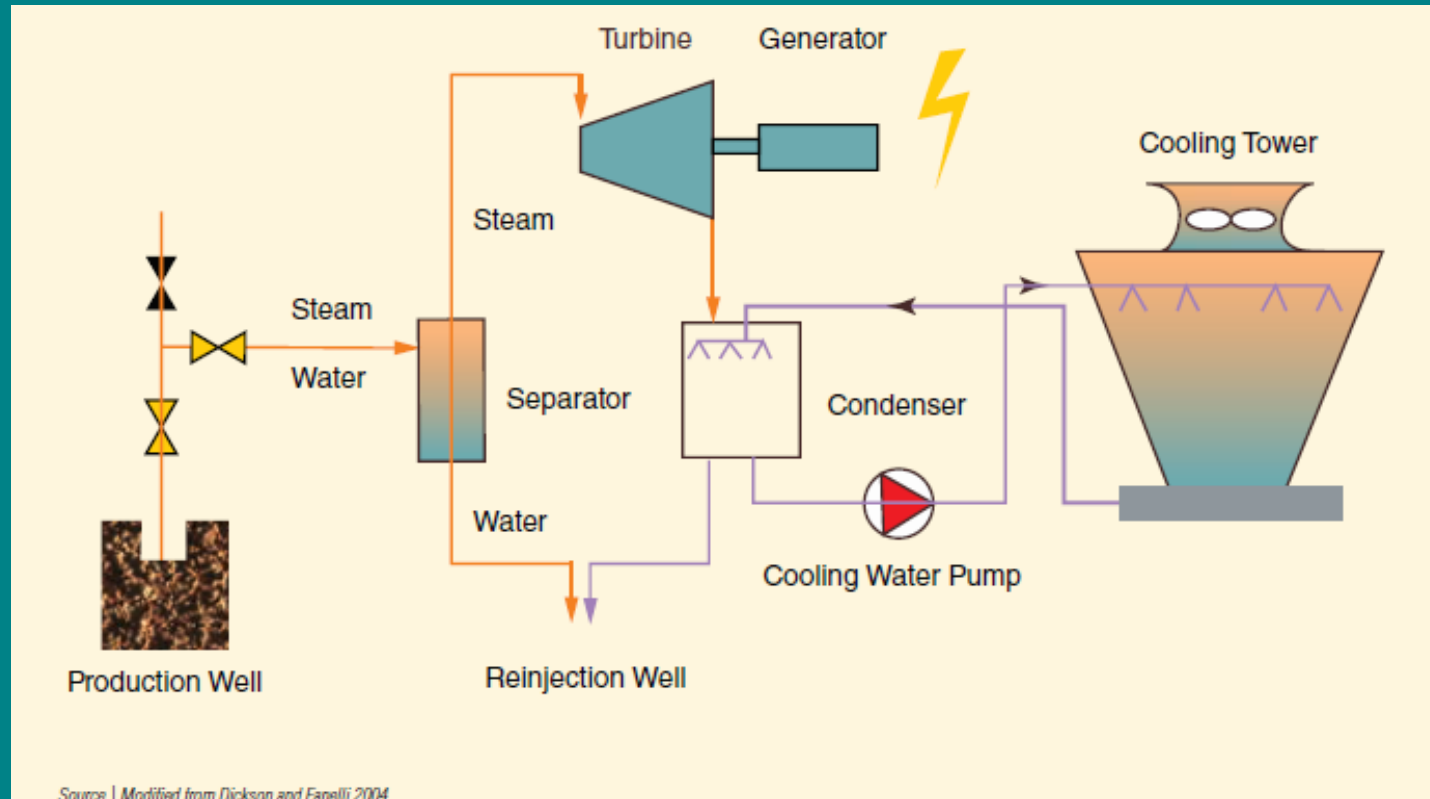 Turbine
Generator
Cooling Tower
Steam
Steam
Water
Separator
Condenser
Water
Cooling Water Pump
Production Well
Reinjection Well
Source | Modified from Dickson and Fanelli 2004